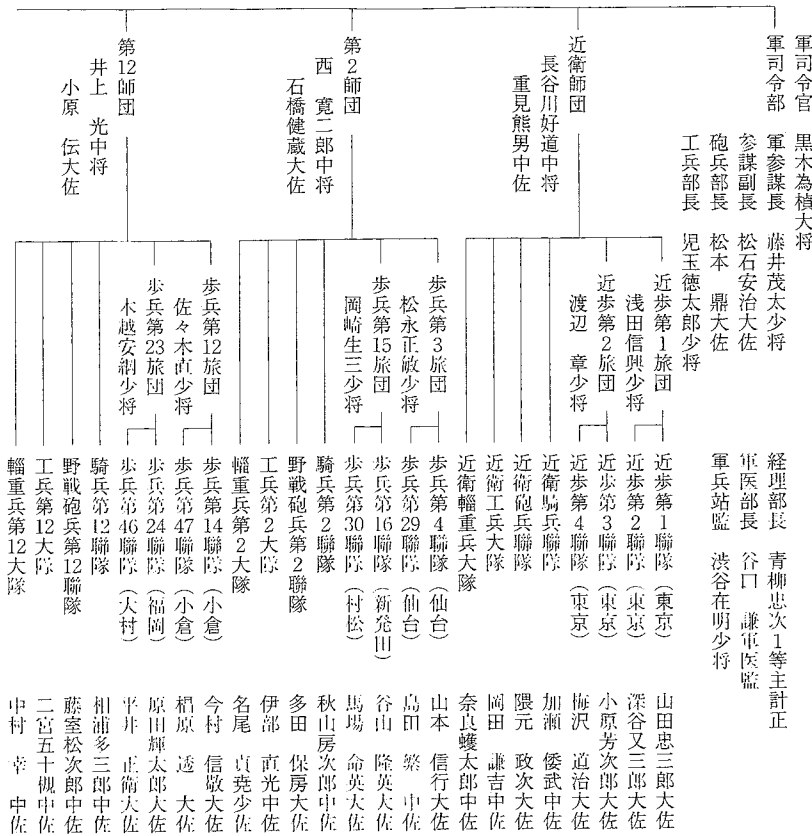 軍司令官　黒木為楨大将
軍司令部　軍参謀長　藤井茂太少将
参謀副長　松石安治大佐
砲兵部長　松本　鼎大佐
工兵部長　児玉徳太郎少将
経理部長　青柳忠次1等主計正
軍医部長　谷口　謙軍医監
軍兵站監　渋谷在明少将
近衛師団
長谷川好道中将
重見熊男中佐
近歩第1旅団
浅田信興少将
近歩第2旅団
渡辺　章少将
近歩第1聯隊（東京）　山田忠三郎大佐
近歩第2聯隊（東京）　深谷又三郎大佐
近歩第3聯隊（東京）　小原芳次郎大佐
近歩第4聯隊（東京）　梅沢　道治大佐
近衛騎兵聯隊　加瀬　倭武中佐
近衛砲兵聯隊　隈元　政次大佐
近衛工兵大隊　岡田　謙吉中佐
近衛輜重兵大隊　奈良蠖太郎中佐
第2師団
西　寛二郎中将
石橋健蔵大佐
歩兵第3旅団
松永正敏少将
歩兵第15旅団
岡崎生三少将
歩兵第4聯隊（仙台）　山本　信行大佐
歩兵第29聯隊（仙台）　島田　繁　中佐
歩兵第16聯隊（新発田）　谷山　隆英大佐
歩兵第30聯隊（村松）　馬場　命英大佐
騎兵第2聯隊　秋山房次郎中佐
野戦砲兵第2聯隊　多田　保房大佐
工兵第2大隊　伊部　直光中佐
輜重兵第2大隊　名尾　貞堯少佐
第12師団
井上　光中将
小原　伝大佐
歩兵第12旅団
佐々木直少将
歩兵第23旅団
木越安綱少将
歩兵第14聯隊（小倉）　今村　信敬大佐
歩兵第47聯隊（小倉）　椙原　透　大佐
歩兵第24聯隊（福岡）　原田輝太郎大佐
歩兵第46聯隊（大村）　平井　正衛大佐
騎兵第12聯隊　相浦多三郎中佐
野戦砲兵第12聯隊　藤室松次郎中佐
工兵第12大隊　二宮五十槻中佐
輜重兵第12大隊　中村　幸　中佐